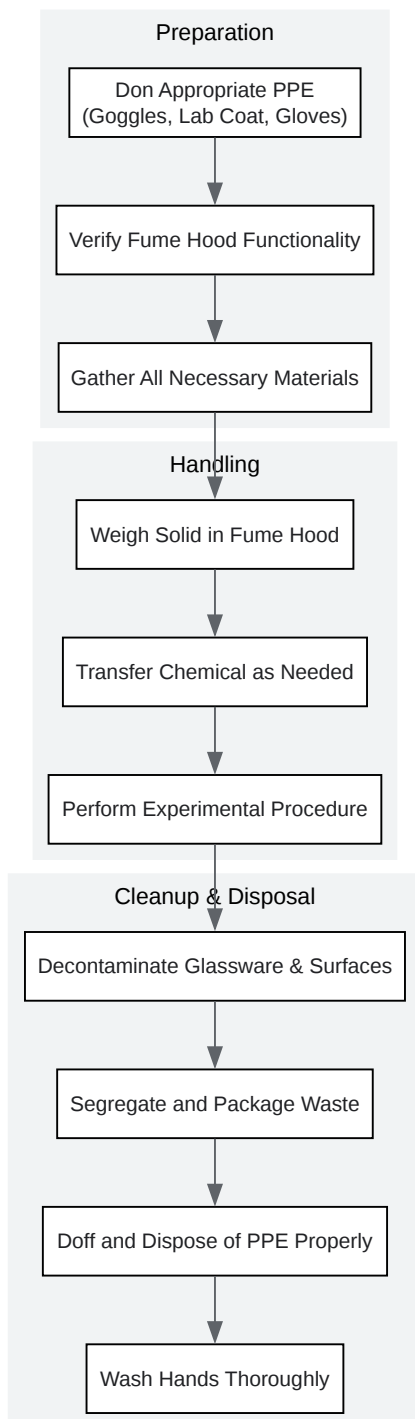 Preparation
Don Appropriate PPE
(Goggles, Lab Coat, Gloves)
Verify Fume Hood Functionality
Gather All Necessary Materials
Handling
Weigh Solid in Fume Hood
Transfer Chemical as Needed
Perform Experimental Procedure
Cleanup & Disposal
Decontaminate Glassware & Surfaces
Segregate and Package Waste
Doff and Dispose of PPE Properly
Wash Hands Thoroughly